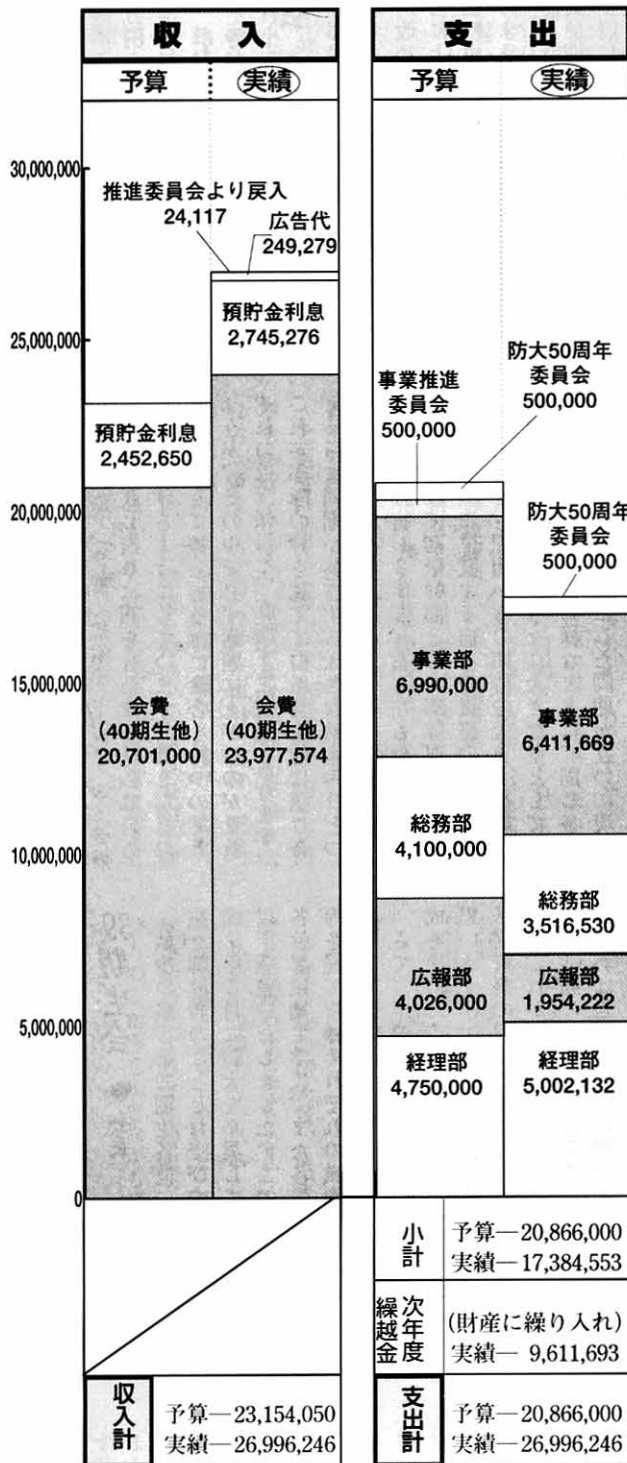 収入
予算
実績
30,000,000
25,000,000
20,000,000
15,000,000
10,000,000
5,000,000
0
推進委員会より戻入
24,117
広告代
249,279
預貯金利息
2,452,650
預貯金利息
2,745,276
会費
(40期生他)
20,701,000
会費
(40期生他)
23,977,574
収入計
予算―23,154,050
実績―26,996,246
支出
予算
実績
事業推進
委員会
500,000
防大50周年
委員会
500,000
防大50周年
委員会
500,000
事業部
6,990,000
事業部
6,411,669
総務部
4,100,000
総務部
3,516,530
広報部
4,026,000
広報部
1,954,222
経理部
4,750,000
経理部
5,002,132
小計
予算―20,866,000
実績―17,384,553
次年度
繰越金
(財産に繰り入れ)
実績― 9,611,693
支出計
予算―20,866,000
実績―26,996,246